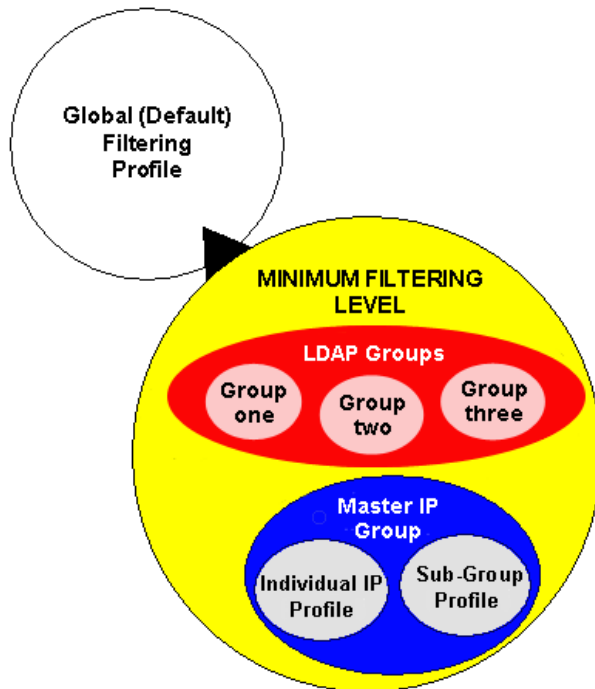 Global (Default)
Filtering
Profile
MINIMUM FILTERING
LEVEL
LDAP Groups
Group
one
Group
two
Group
three
Master IP
Group
Individual IP
Profile
Sub-Group
Profile